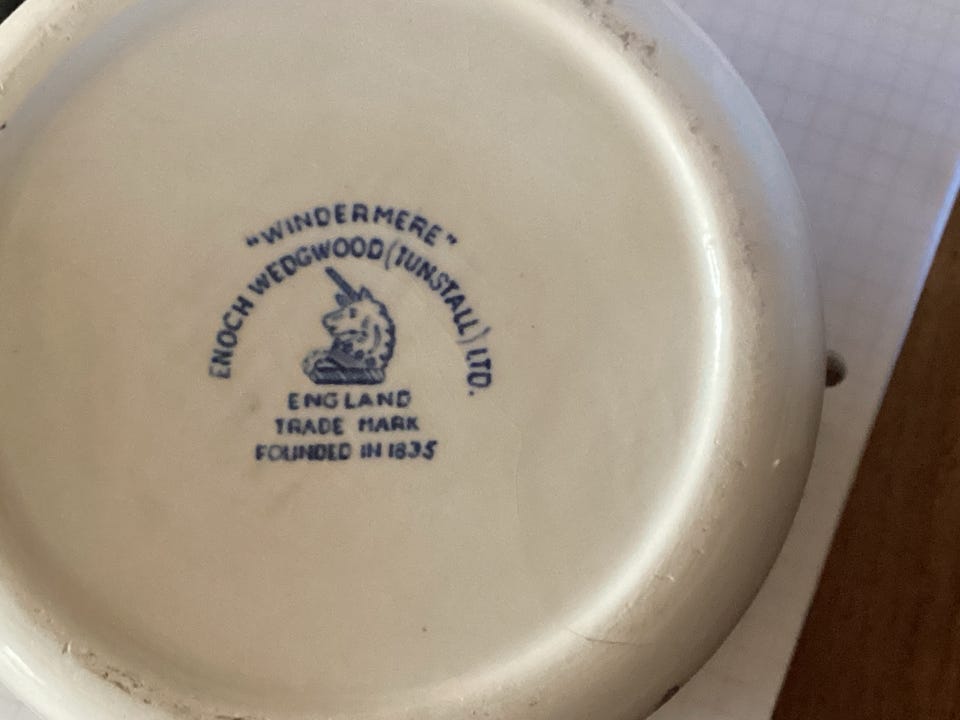 "WINDERMERE"
ENOCH WEDGWOOD (TUNSTALL) LTD.
ENGLAND
TRADE MARK
FOUNDED IN 1835